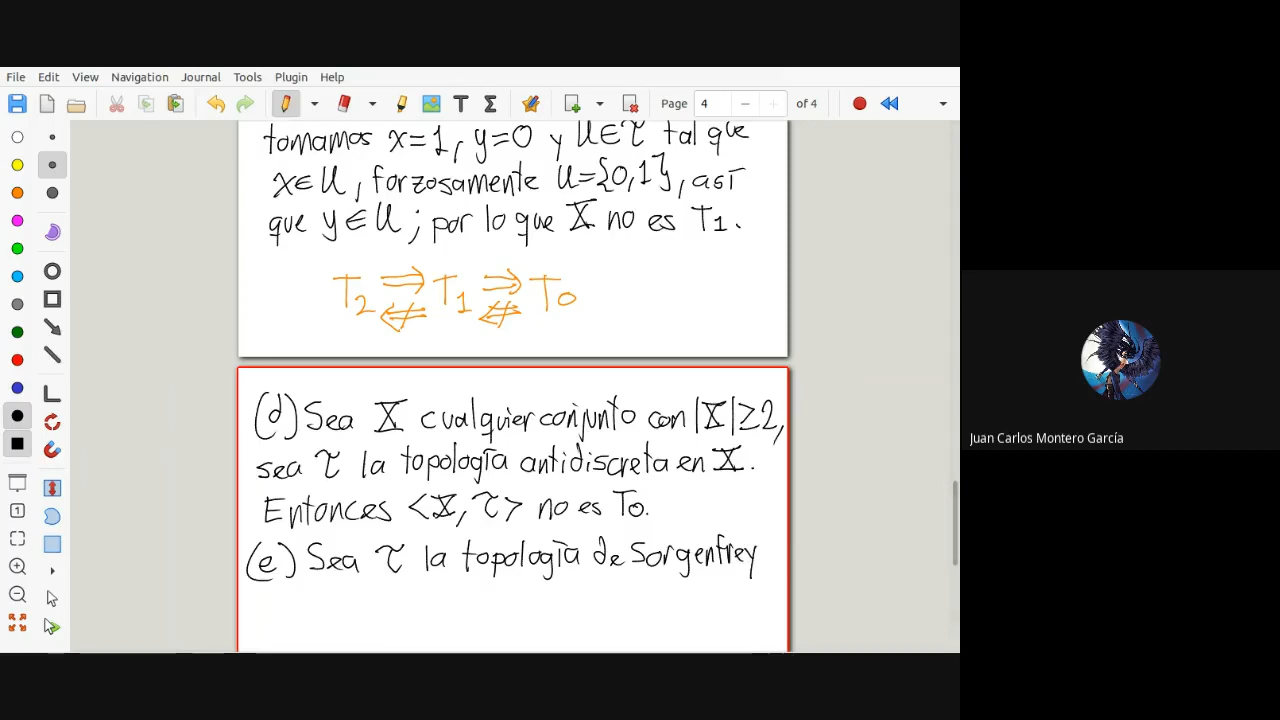 File Edit View Navigation Journal Tools Plugin Help
Page 4 of 4
tomamos x=1, y=0 y U∈τ tal que
x∈U, forzosamente U={0,1}, así
que y∈U; por lo que X no es T1.
T2 ⇒ T1 ⇒ T0
⇍ ⇍
(d) Sea X cualquier conjunto con |X|≥2,
sea τ la topología antidiscreta en X.
Entonces <X, τ> no es T0.
(e) Sea τ la topología de Sorgenfrey
Juan Carlos Montero García